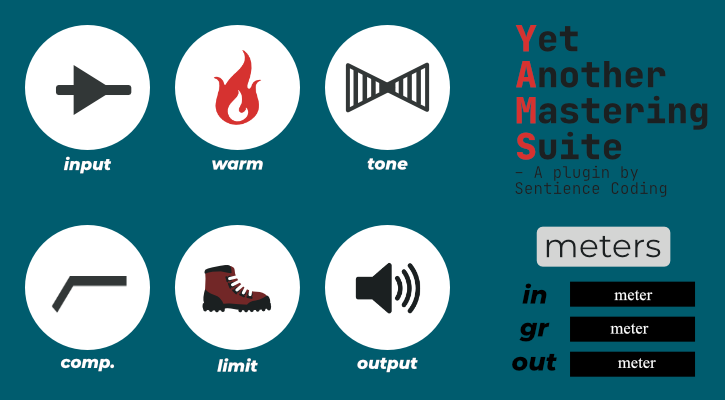 input
warm
tone
comp.
limit
output
Yet
Another
Mastering
Suite
- A plugin by
Sentience Coding
meters
in meter
gr meter
out meter